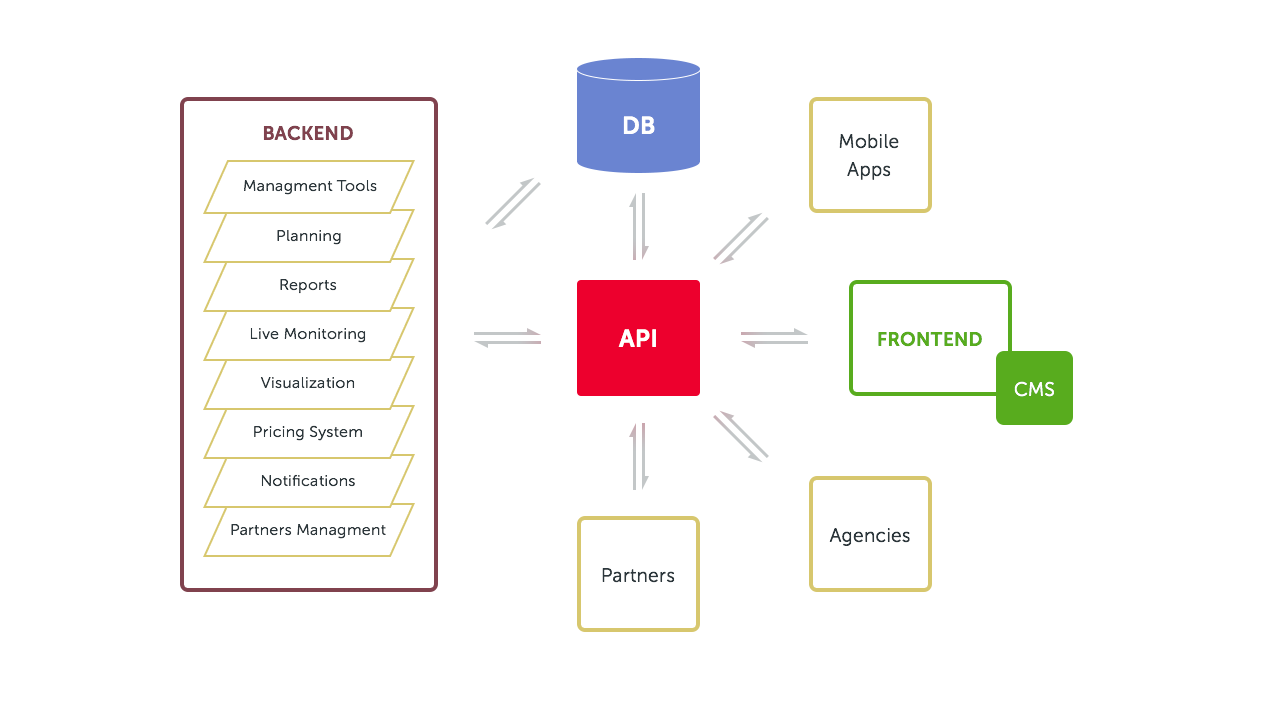 BACKEND
Managment Tools
Planning
Reports
Live Monitoring
Visualization
Pricing System
Notifications
Partners Managment
DB
API
Partners
Mobile
Apps
FRONTEND
CMS
Agencies